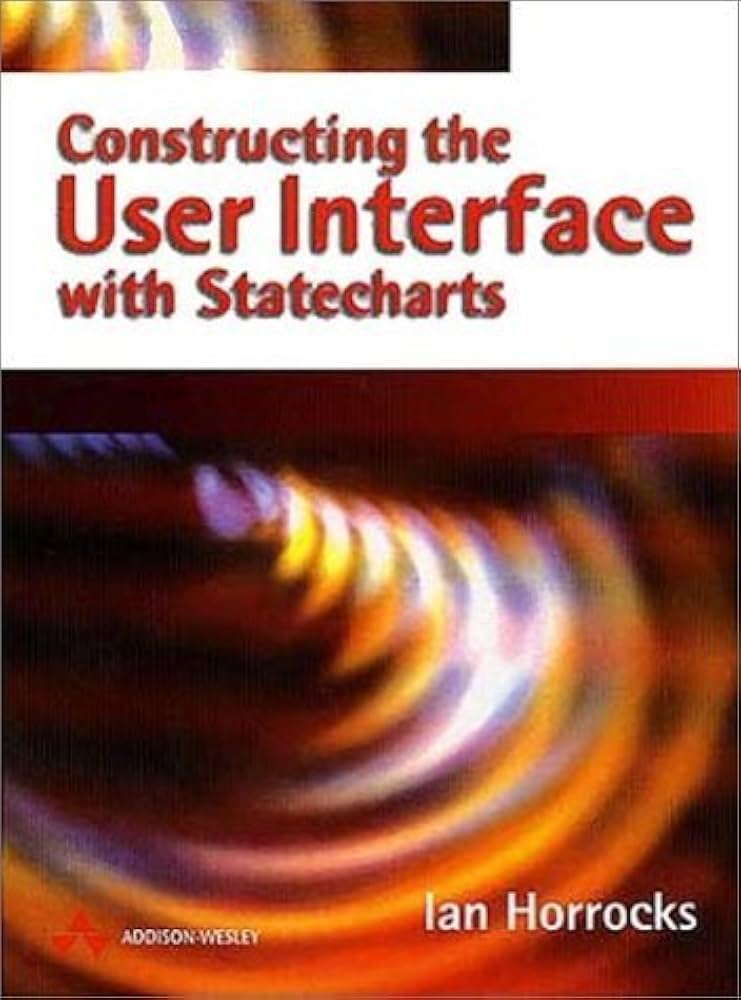 Constructing the
User Interface
with Statecharts
Ian Horrocks
ADDISON-WESLEY